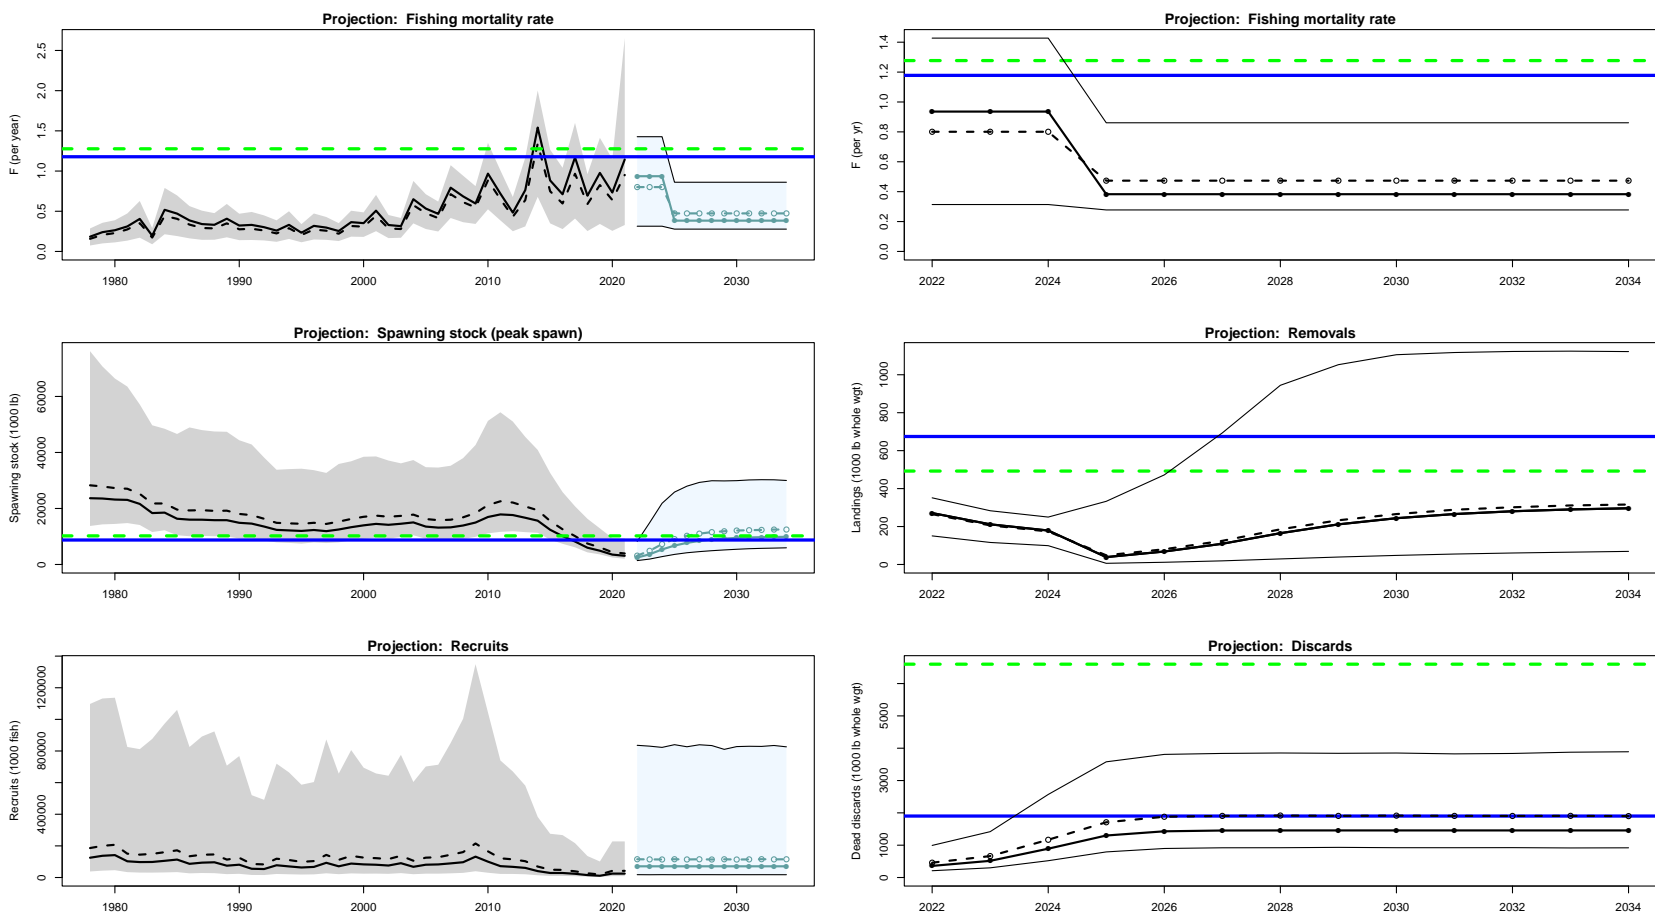 Projection: Fishing mortality rate
F (per year)
0.0 0.5 1.0 1.5 2.0 2.5
1980 1990 2000 2010 2020 2030
Projection: Fishing mortality rate
F (per yr)
0.0 0.2 0.4 0.6 0.8 1.0 1.2 1.4
2022 2024 2026 2028 2030 2032 2034
Projection: Spawning stock (peak spawn)
Spawning stock (1000 lb)
0 20000 40000 60000
1980 1990 2000 2010 2020 2030
Projection: Removals
Landings (1000 lb whole wgt)
0 200 400 600 800 1000
2022 2024 2026 2028 2030 2032 2034
Projection: Recruits
Recruits (1000 fish)
0 400000 800000 1200000
1980 1990 2000 2010 2020 2030
Projection: Discards
Dead discards (1000 lb whole wgt)
0 1000 3000 5000
2022 2024 2026 2028 2030 2032 2034